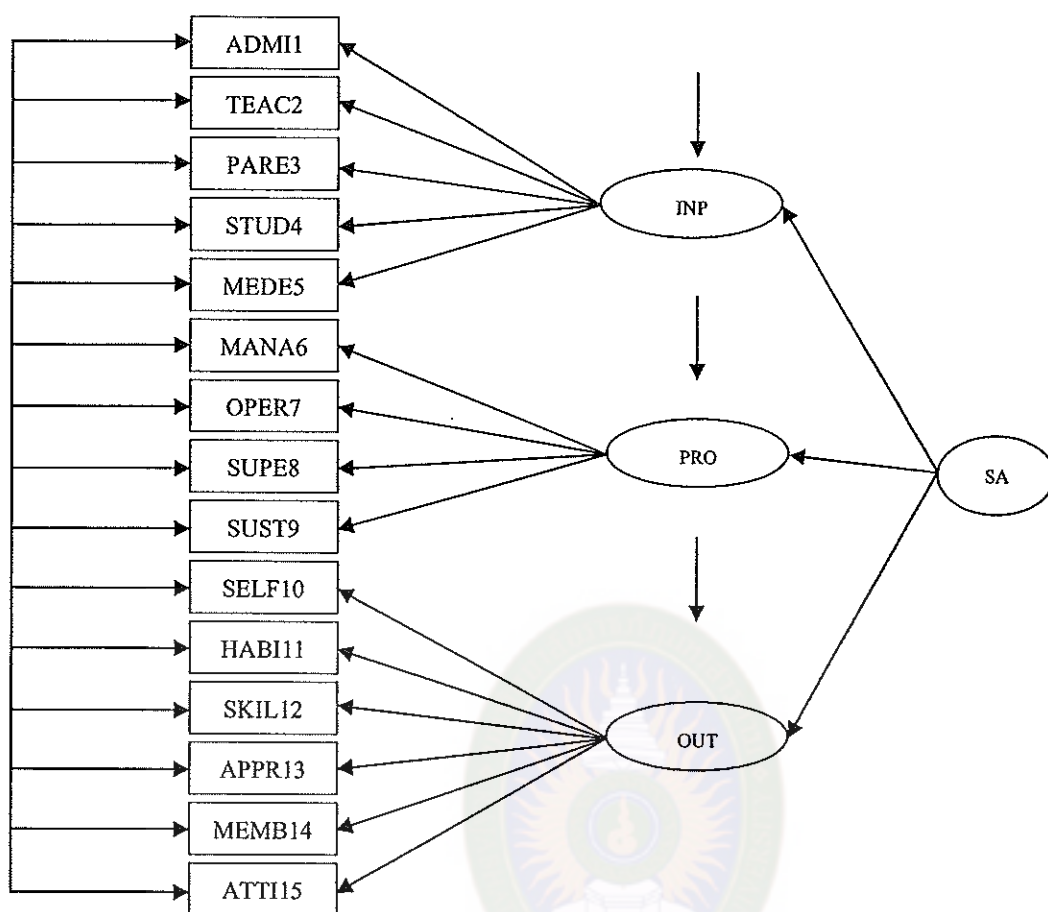 ADMI1
TEAC2
PARE3
STUD4
MEDE5
MANA6
OPER7
SUPE8
SUST9
SELF10
HABI11
SKIL12
APPR13
MEMB14
ATTI15
INP
PRO
OUT
SA